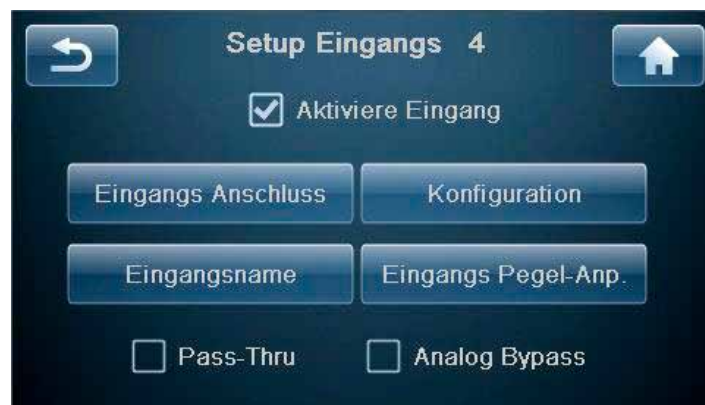 Setup Eingangs 4
Aktiviere Eingang
Eingangs Anschluss Konfiguration
Eingangsname Eingangs Pegel-Anp.
Pass-Thru Analog Bypass